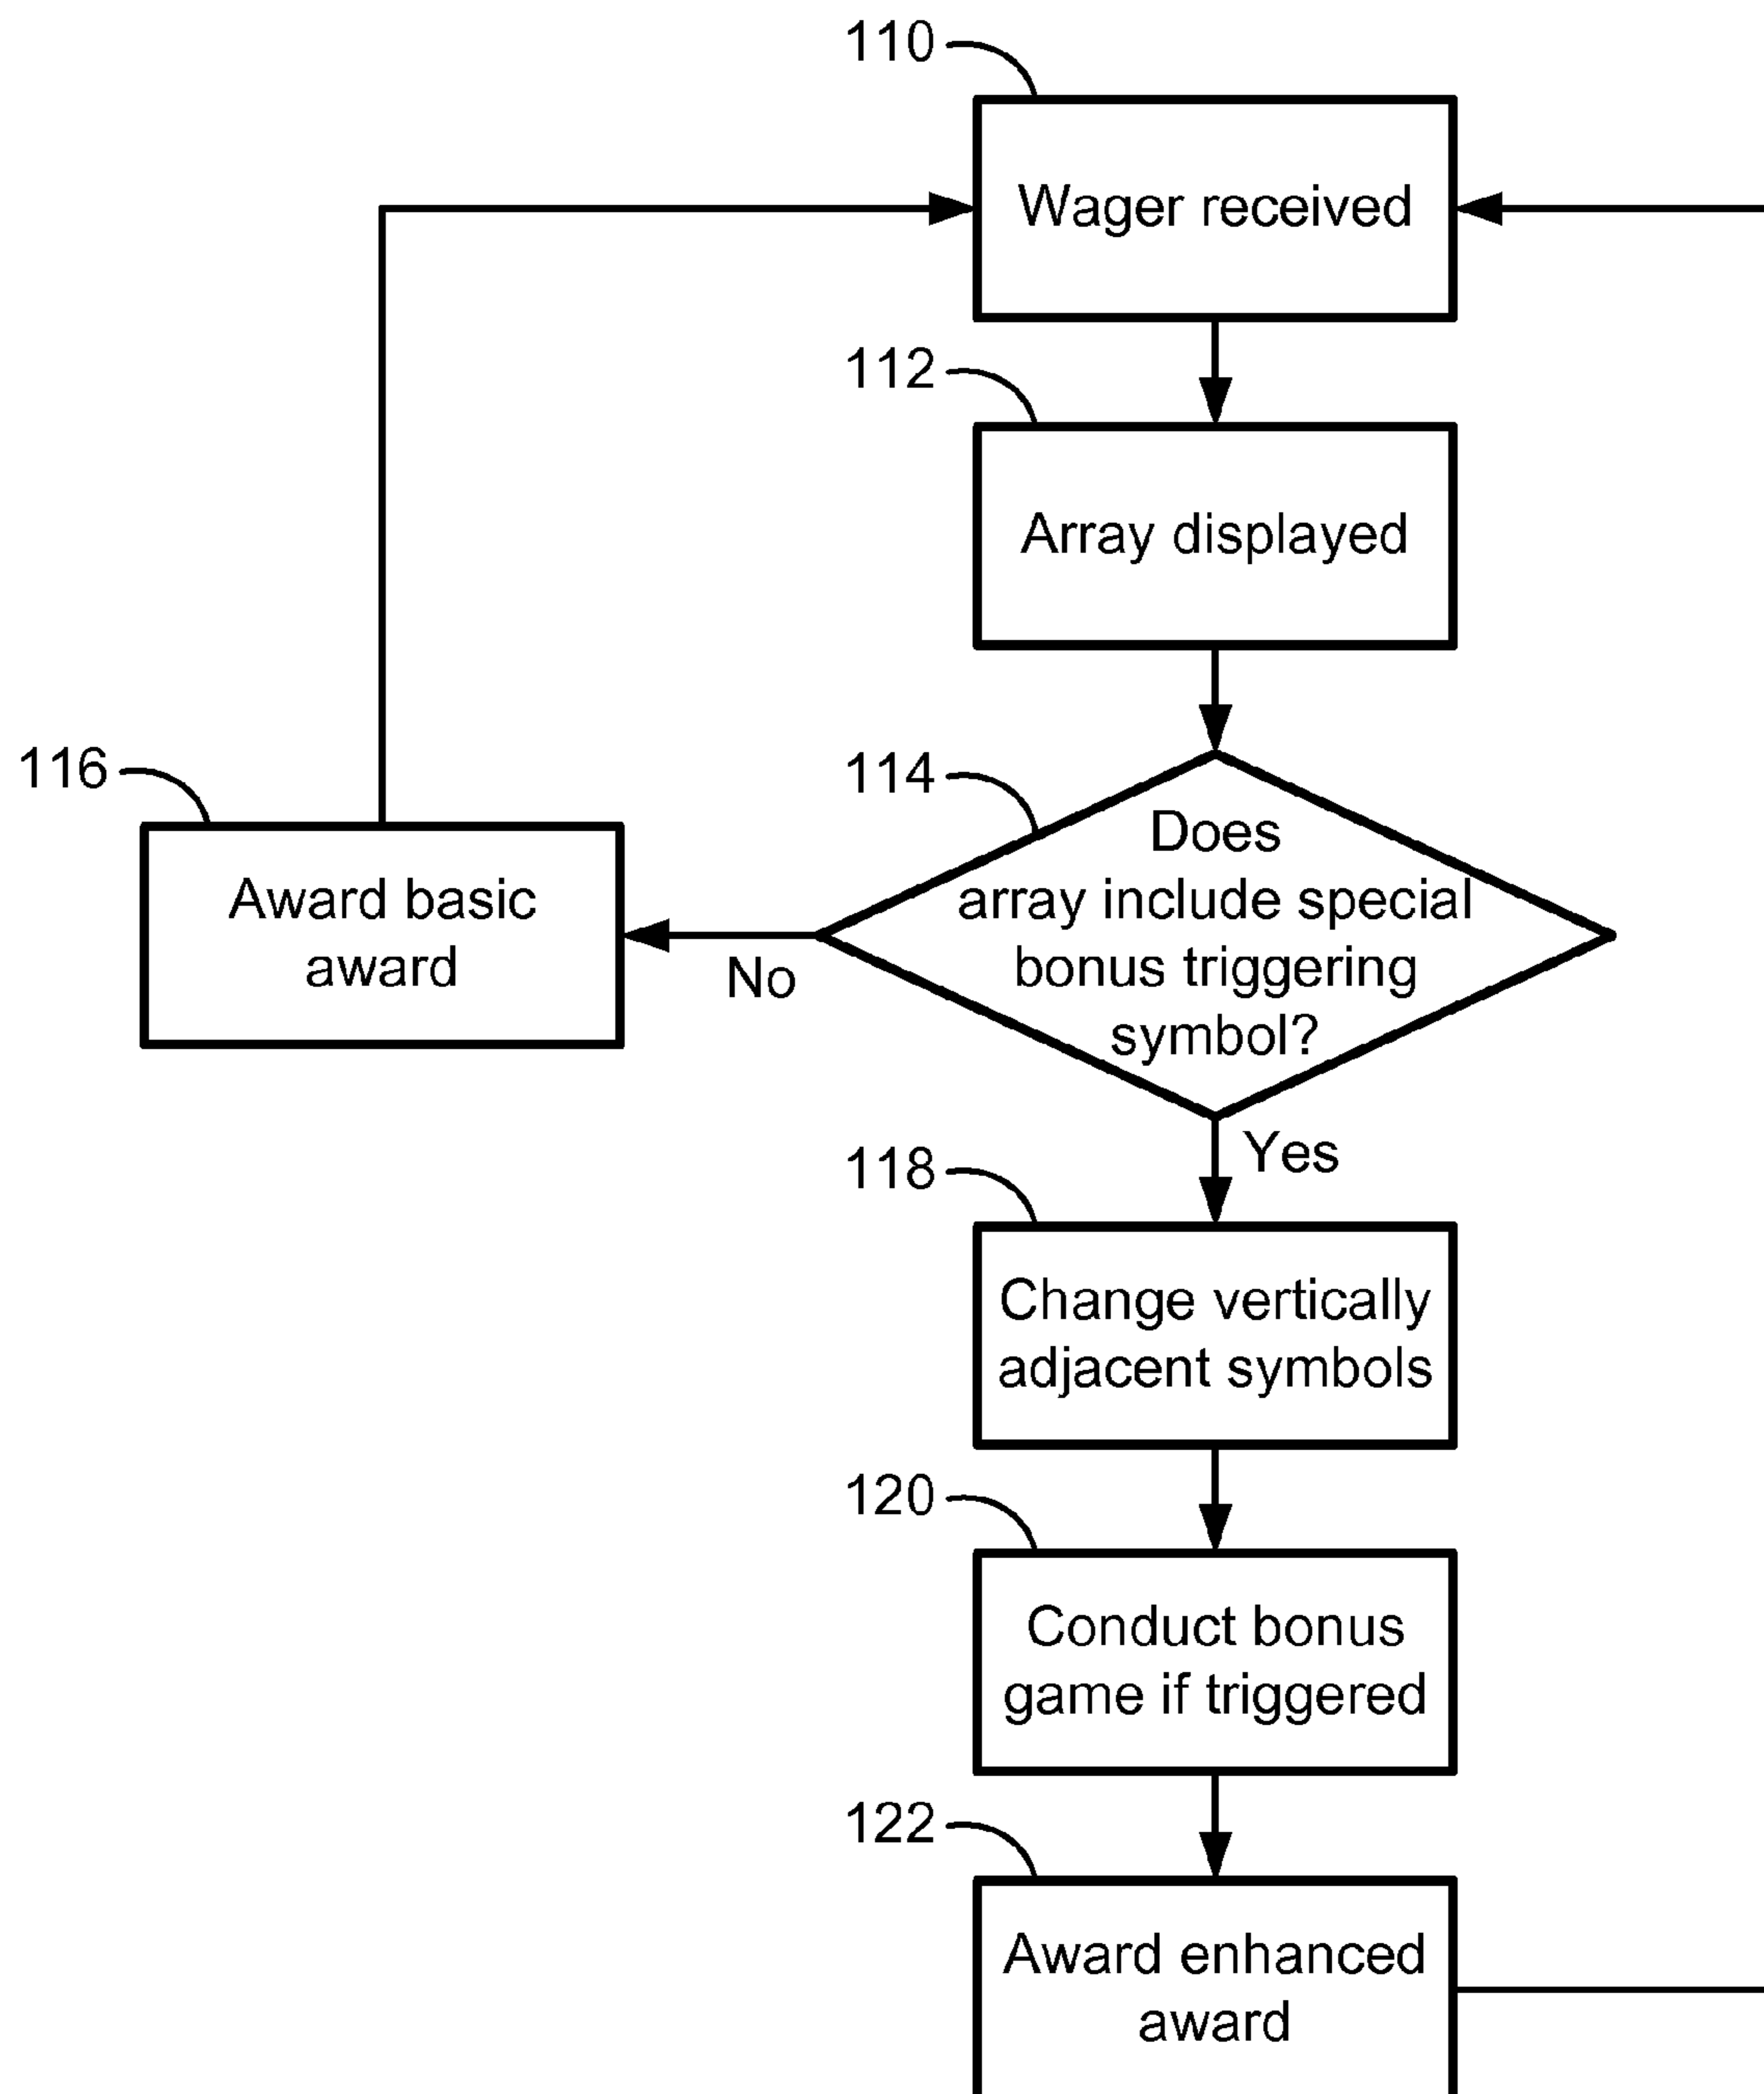 110
Wager received
112
Array displayed
116
114
Does
array include special
bonus triggering
symbol?
Award basic
award
No
Yes
118
Change vertically
adjacent symbols
120
Conduct bonus
game if triggered
122
Award enhanced
award